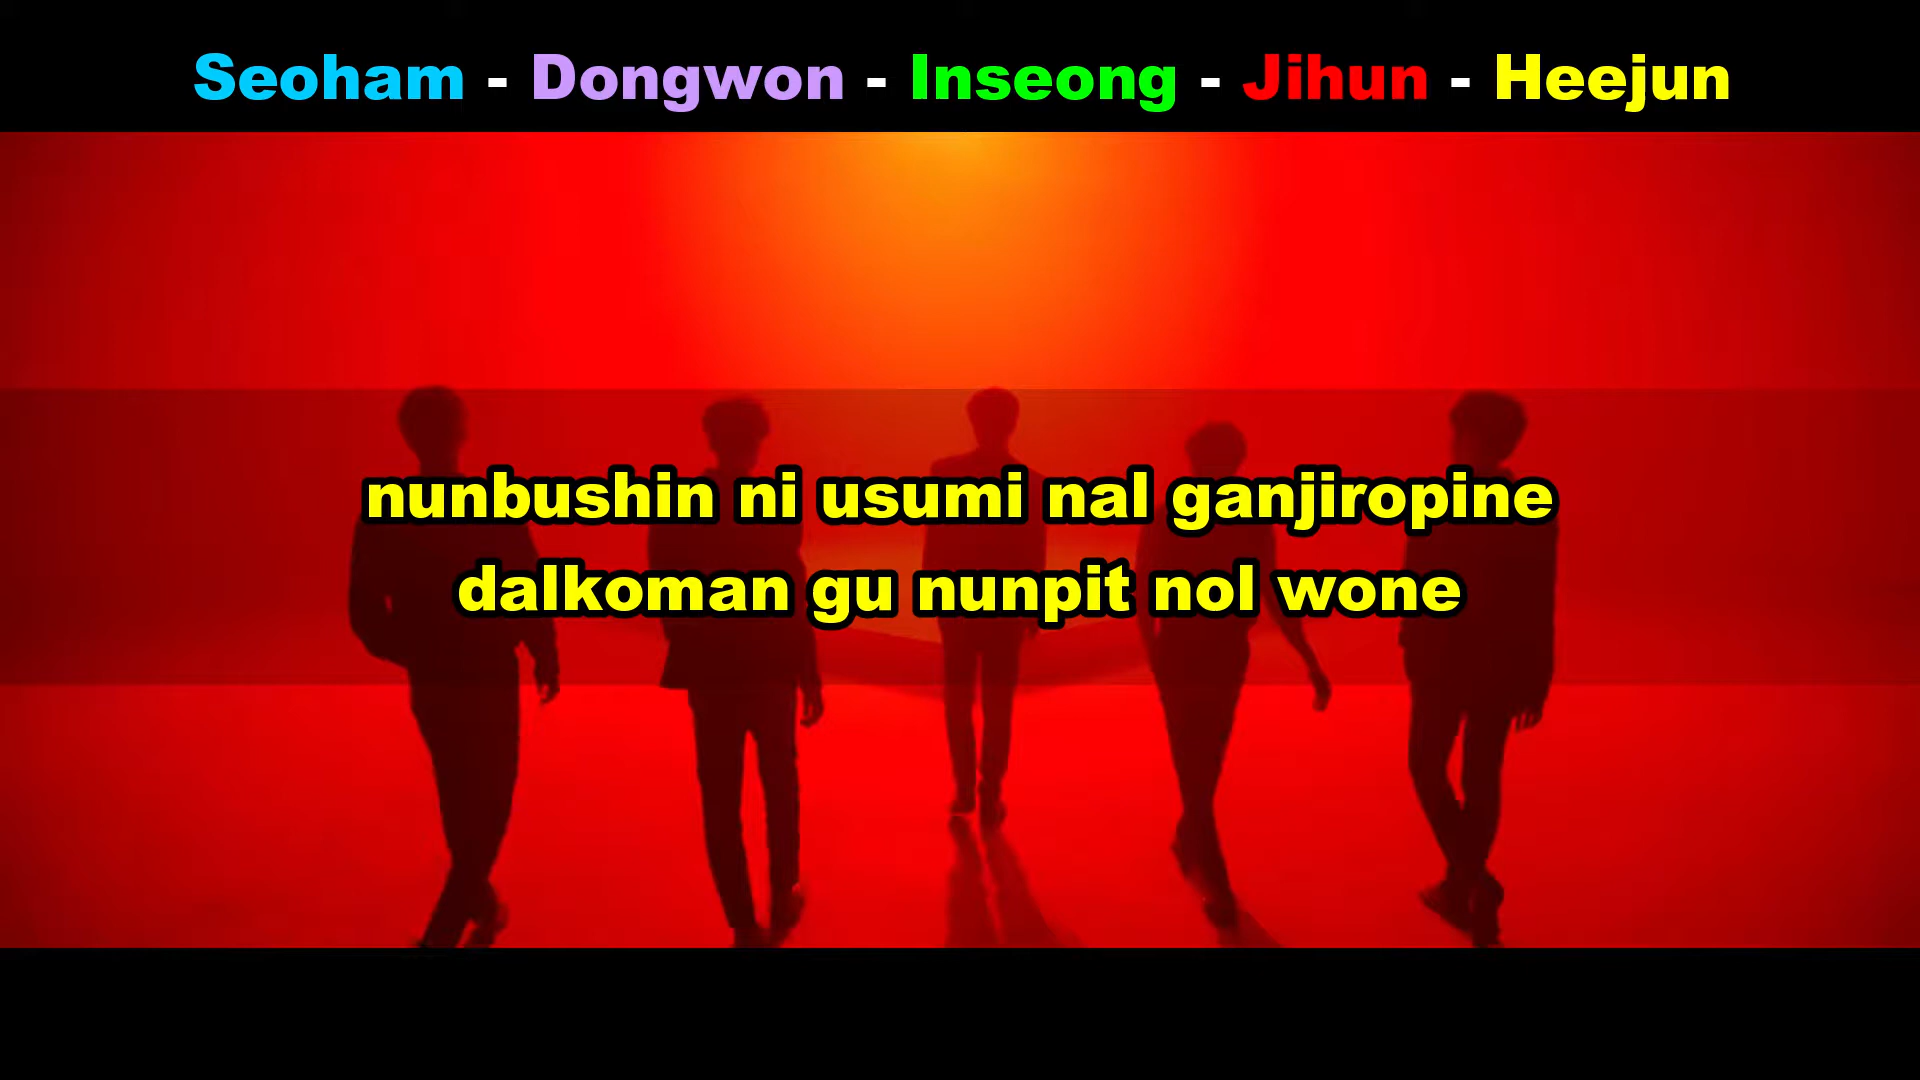 Seoham - Dongwon - Inseong - Jihun - Heejun
nunbushin ni usumi nal ganjiropine
dalkoman gu nunpit nol wone